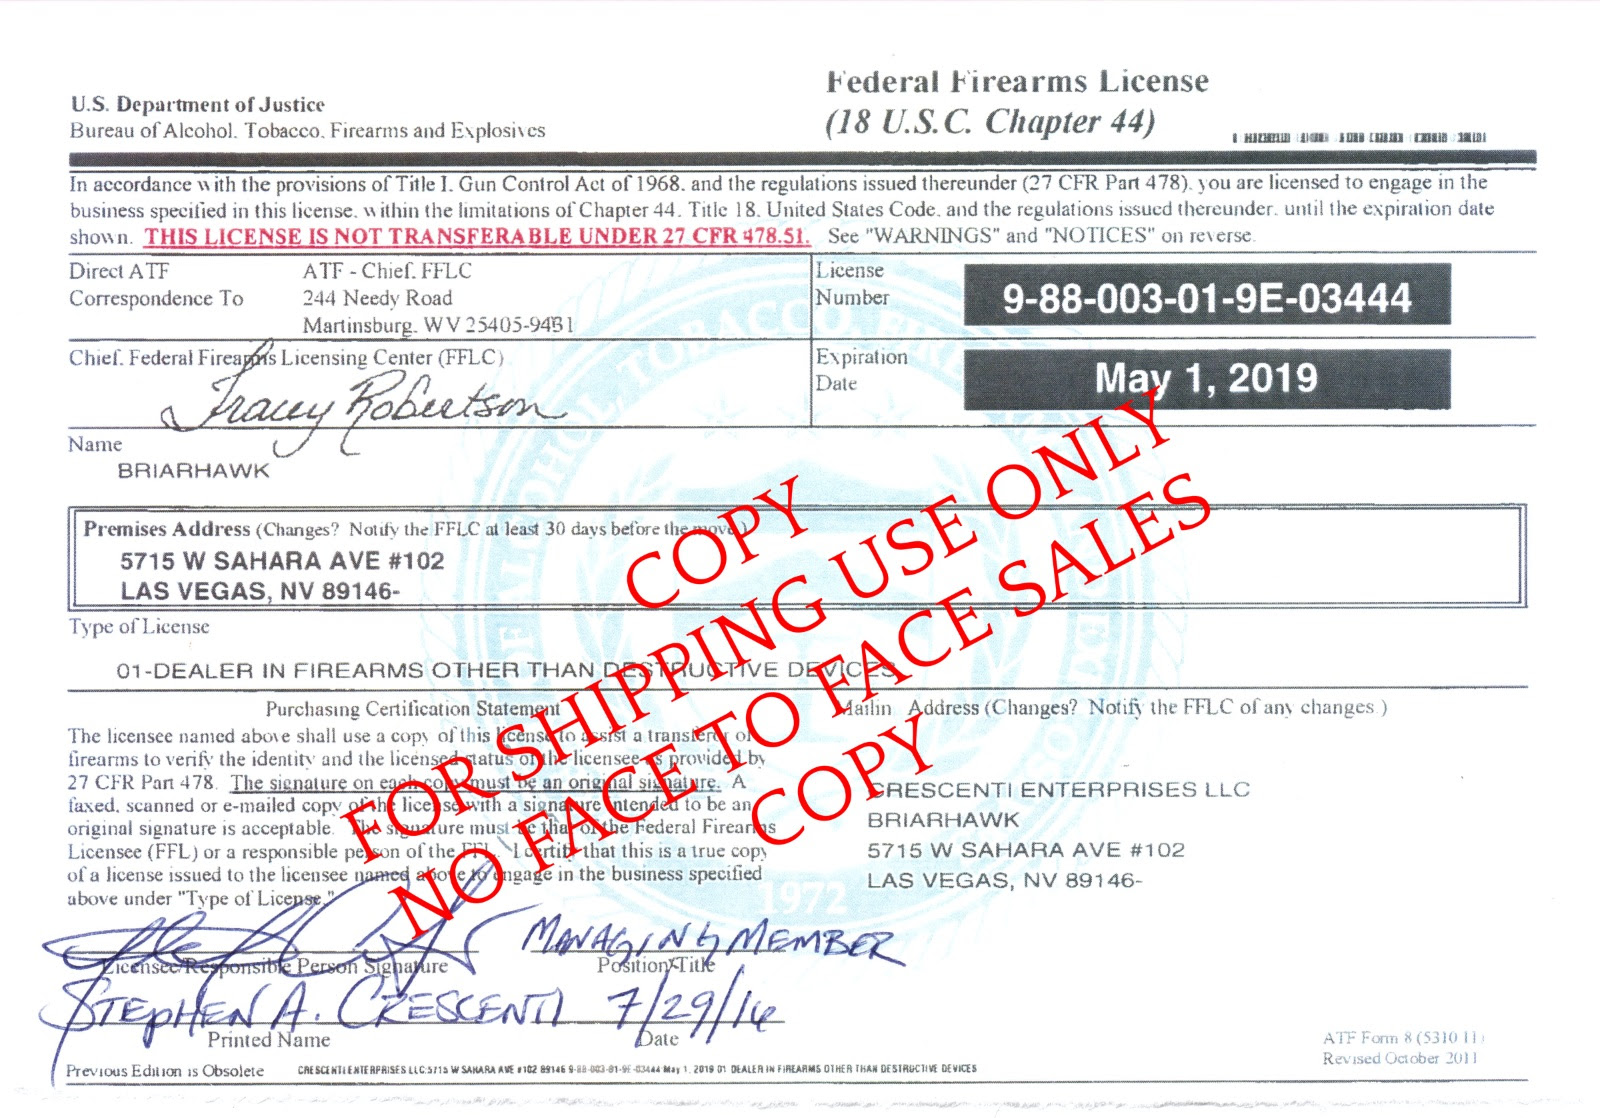 Federal Firearms License
(18 U.S.C. Chapter 44)
U.S. Department of Justice
Bureau of Alcohol, Tobacco, Firearms and Explosives
In accordance with the provisions of Title I, Gun Control Act of 1968, and the regulations issued thereunder (27 CFR Part 478), you are licensed to engage in the
business specified in this license, within the limitations of Chapter 44, Title 18, United States Code, and the regulations issued thereunder, until the expiration date
shown. THIS LICENSE IS NOT TRANSFERABLE UNDER 27 CFR 478.51. See "WARNINGS" and "NOTICES" on reverse.
Direct ATF
Correspondence To
ATF - Chief, FFLC
244 Needy Road
Martinsburg, WV 25405-9431
License
Number
9-88-003-01-9E-03444
Chief, Federal Firearms Licensing Center (FFLC)
Tracey Robertson
Expiration
Date
May 1, 2019
Name
BRIARHAWK
Premises Address (Changes? Notify the FFLC at least 30 days before the move.)
5715 W SAHARA AVE #102
LAS VEGAS, NV 89146-
Type of License
01-DEALER IN FIREARMS OTHER THAN DESTRUCTIVE DEVICES
COPY
FOR SHIPPING USE ONLY
NO FACE TO FACE SALES
COPY
Purchasing Certification Statement
The licensee named above shall use a copy of this license to assist a transferor of
firearms to verify the identity and the licensed status of the licensee as provided by
27 CFR Part 478. The signature on each copy must be an original signature. A
faxed, scanned or e-mailed copy of the license with a signature intended to be an
original signature is acceptable. The signature must be that of the Federal Firearms
Licensee (FFL) or a responsible person of the FFL. I certify that this is a true copy
of a license issued to the licensee named above to engage in the business specified
above under "Type of License."
Mailin Address (Changes? Notify the FFLC of any changes.)
CRESCENTI ENTERPRISES LLC
BRIARHAWK
5715 W SAHARA AVE #102
LAS VEGAS, NV 89146-
1972
MANAGING MEMBER
Licensee/Responsible Person Signature
Position/Title
STEPHEN A. CRESCENTI 7/29/16
Printed Name
Date
ATF Form 8 (5310.11)
Revised October 2011
Previous Edition is Obsolete
CRESCENTI ENTERPRISES LLC:5715 W SAHARA AVE #102 89146 9-88-003-01-9E-03444 May 1, 2019 01 DEALER IN FIREARMS OTHER THAN DESTRUCTIVE DEVICES